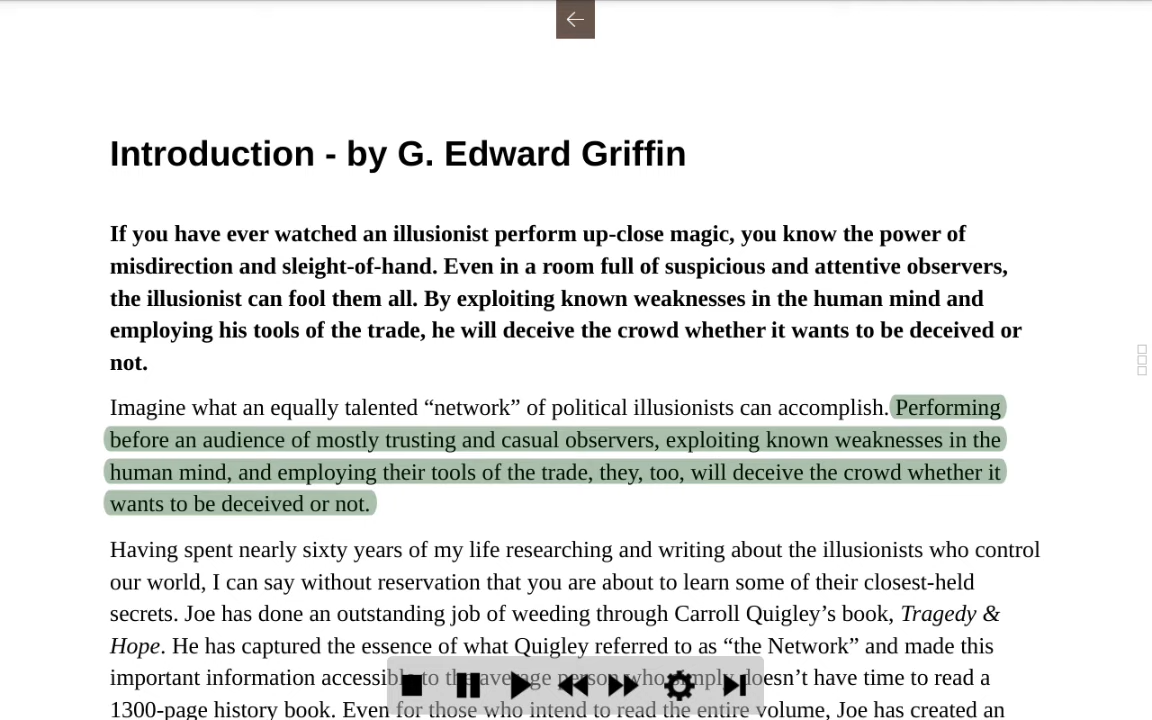 Introduction - by G. Edward Griffin
If you have ever watched an illusionist perform up-close magic, you know the power of
misdirection and sleight-of-hand. Even in a room full of suspicious and attentive observers,
the illusionist can fool them all. By exploiting known weaknesses in the human mind and
employing his tools of the trade, he will deceive the crowd whether it wants to be deceived or
not.
Imagine what an equally talented “network” of political illusionists can accomplish. Performing
before an audience of mostly trusting and casual observers, exploiting known weaknesses in the
human mind, and employing their tools of the trade, they, too, will deceive the crowd whether it
wants to be deceived or not.
Having spent nearly sixty years of my life researching and writing about the illusionists who control
our world, I can say without reservation that you are about to learn some of their closest-held
secrets. Joe has done an outstanding job of weeding through Carroll Quigley’s book, Tragedy &
Hope. He has captured the essence of what Quigley referred to as “the Network” and made this
important information accessible to the average person who simply doesn’t have time to read a
1300-page history book. Even for those who intend to read the entire volume, Joe has created an